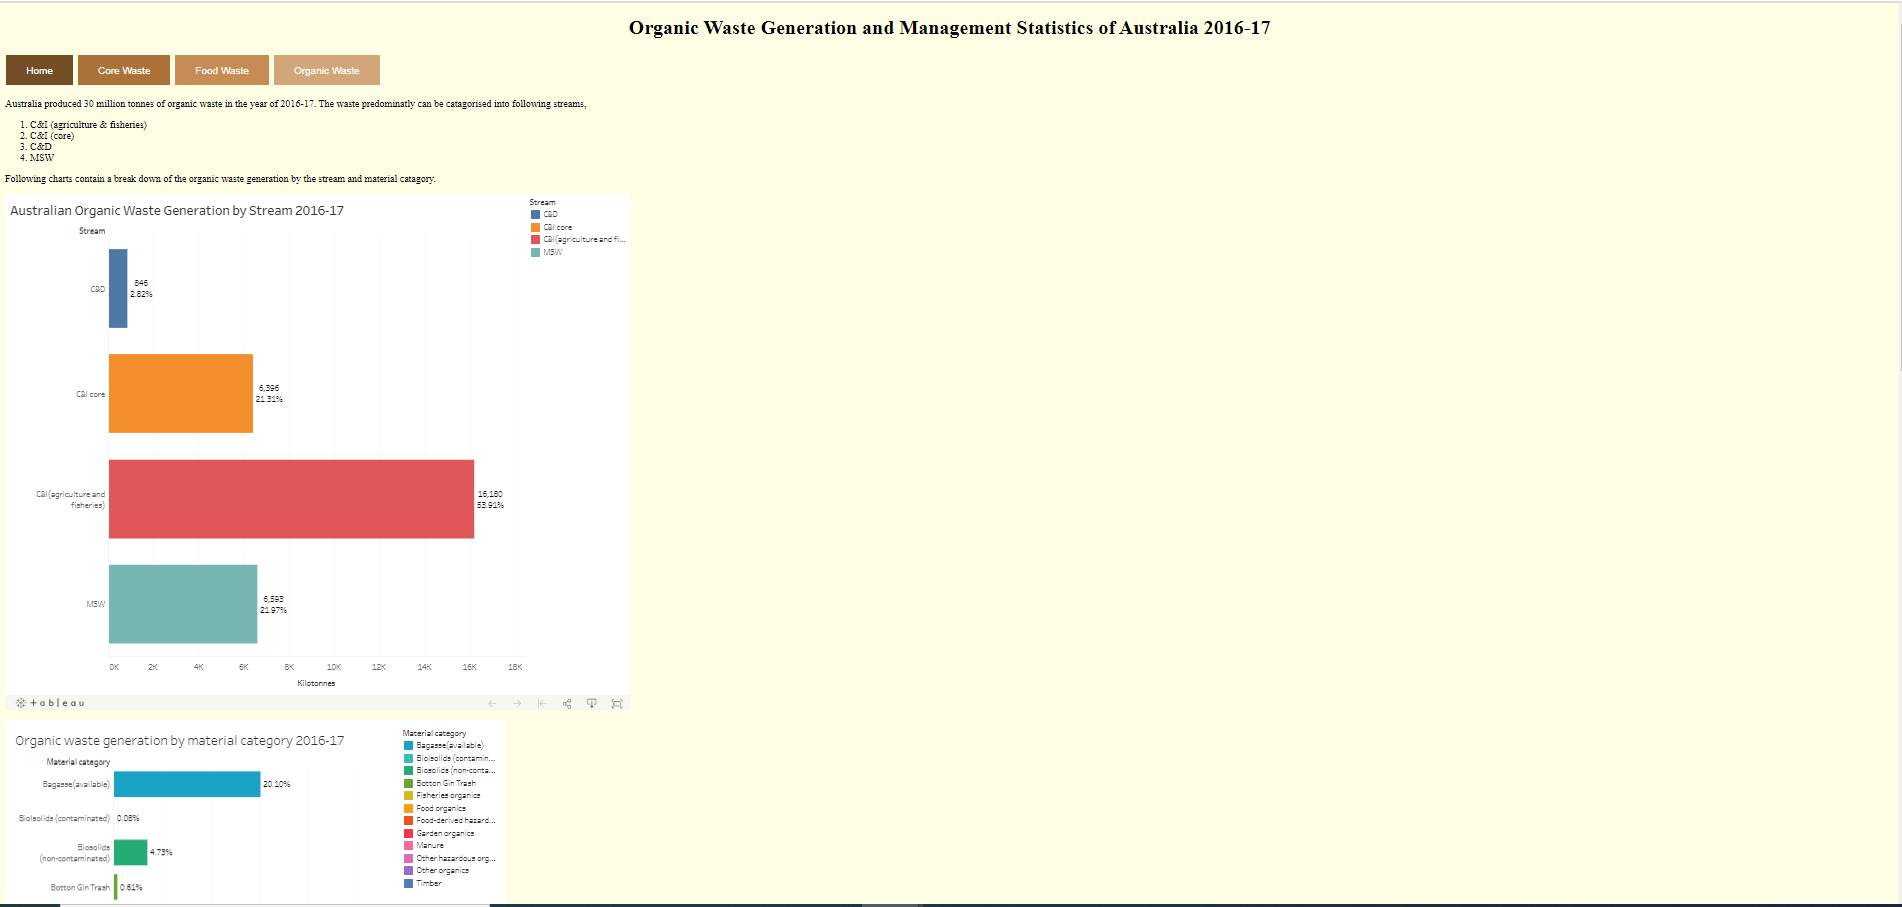 Organic Waste Generation and Management Statistics of Australia 2016-17
Home
Core Waste
Food Waste
Organic Waste
Australia produced 30 million tonnes of organic waste in the year of 2016-17. The waste predominatly can be catagorised into following streams,
1. C&I (agriculture & fisheries)
2. C&I (core)
3. C&D
4. MSW
Following charts contain a break down of the organic waste generation by the stream and material catagory.
Australian Organic Waste Generation by Stream 2016-17
Stream
C&D
C&I core
C&I (agriculture and fi...
MSW
Stream
C&D
846
2.82%
C&I core
6,396
21.31%
C&I (agriculture and
fisheries)
16,180
53.91%
MSW
6,593
21.97%
0K 2K 4K 6K 8K 10K 12K 14K 16K 18K
Kilotonnes
+ a b l e a u
Organic waste generation by material category 2016-17
Material category
Bagasse(available)
20.10%
Bioisolids (contaminated)
0.08%
Biosolids
(non-contaminated)
4.73%
Botton Gin Trash
0.61%
Material category
Bagasse(available)
Bioisolids (contamin...
Biosolids (non-conta...
Botton Gin Trash
Fisheries organics
Food organics
Food-derived hazard...
Garden organics
Manure
Other hazardous org...
Other organics
Timber